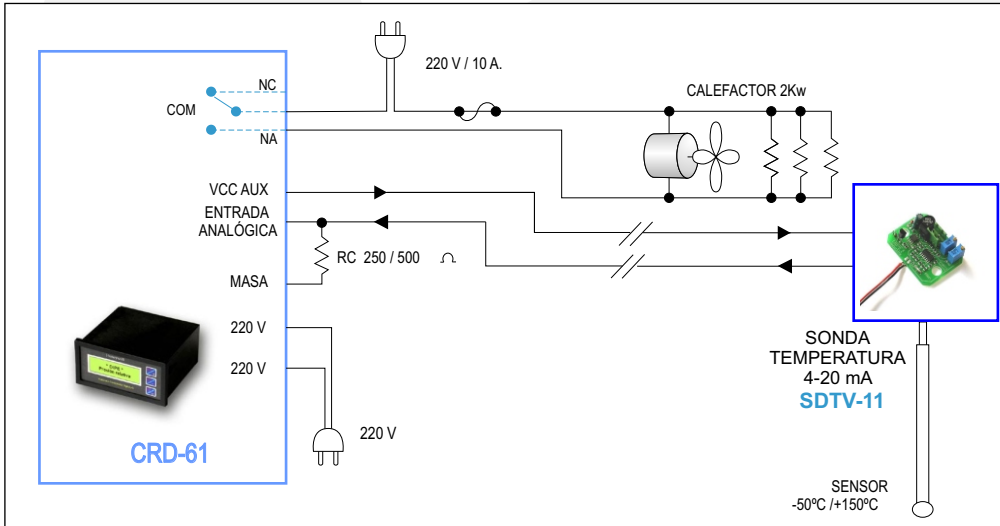 220 V / 10 A.
NC
COM
NA
CALEFACTOR 2Kw
VCC AUX
ENTRADA
ANALÓGICA
RC 250 / 500 Ω
MASA
220 V
220 V
220 V
CRD-61
SONDA
TEMPERATURA
4-20 mA
SDTV-11
SENSOR
-50ºC /+150ºC